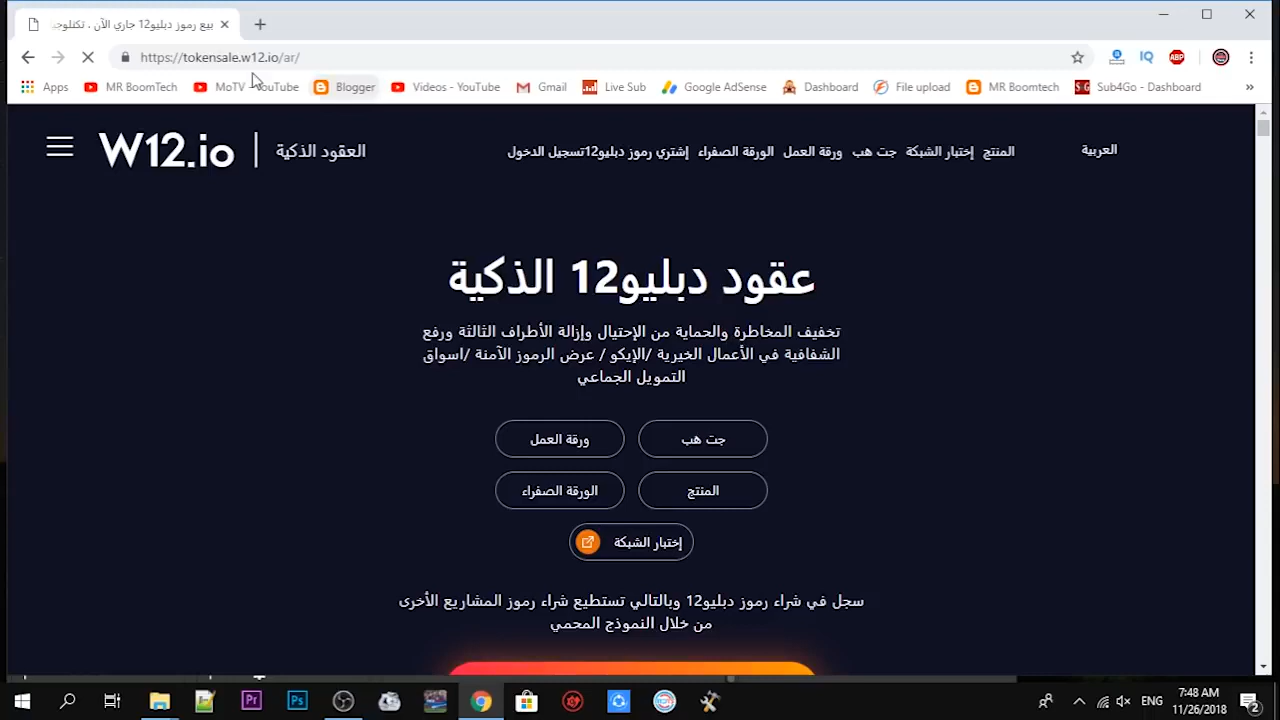 بيع رموز دبليو12 جاري الآن . تكنلوجي
https://tokensale.w12.io/ar/
Apps
MR BoomTech
MoTV - YouTube
Blogger
Videos - YouTube
Gmail
Live Sub
Google AdSense
Dashboard
File upload
MR Boomtech
Sub4Go - Dashboard
W12.io | العقود الذكية
المنتج إختبار الشبكة جت هب ورقة العمل الورقة الصفراء إشتري رموز دبليو12 تسجيل الدخول
العربية
عقود دبليو12 الذكية
تخفيف المخاطرة والحماية من الإحتيال وإزالة الأطراف الثالثة ورفع
الشفافية في الأعمال الخيرية /الإيكو / عرض الرموز الآمنة /اسواق
التمويل الجماعي
جت هب
ورقة العمل
المنتج
الورقة الصفراء
إختبار الشبكة
سجل في شراء رموز دبليو12 وبالتالي تستطيع شراء رموز المشاريع الأخرى
من خلال النموذج المحمي
ENG
7:48 AM
11/26/2018